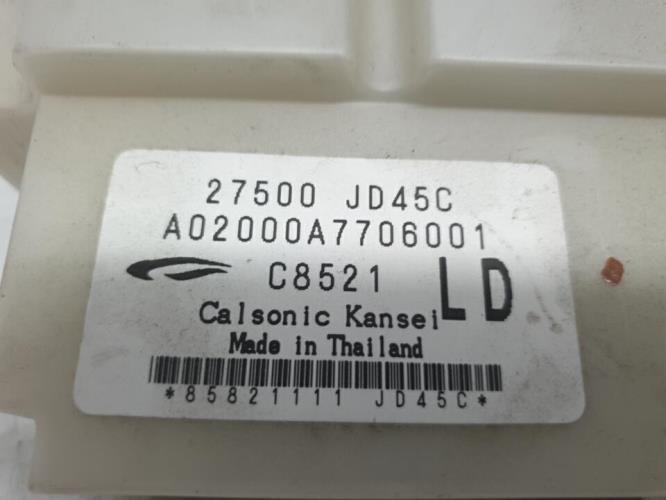 27500 JD45C
A02000A7706001
C8521 LD
Calsonic Kansei
Made in Thailand
*85821111 JD45C*